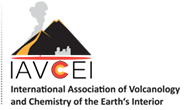 IAVCEI
International Association of Volcanology
and Chemistry of the Earth's Interior